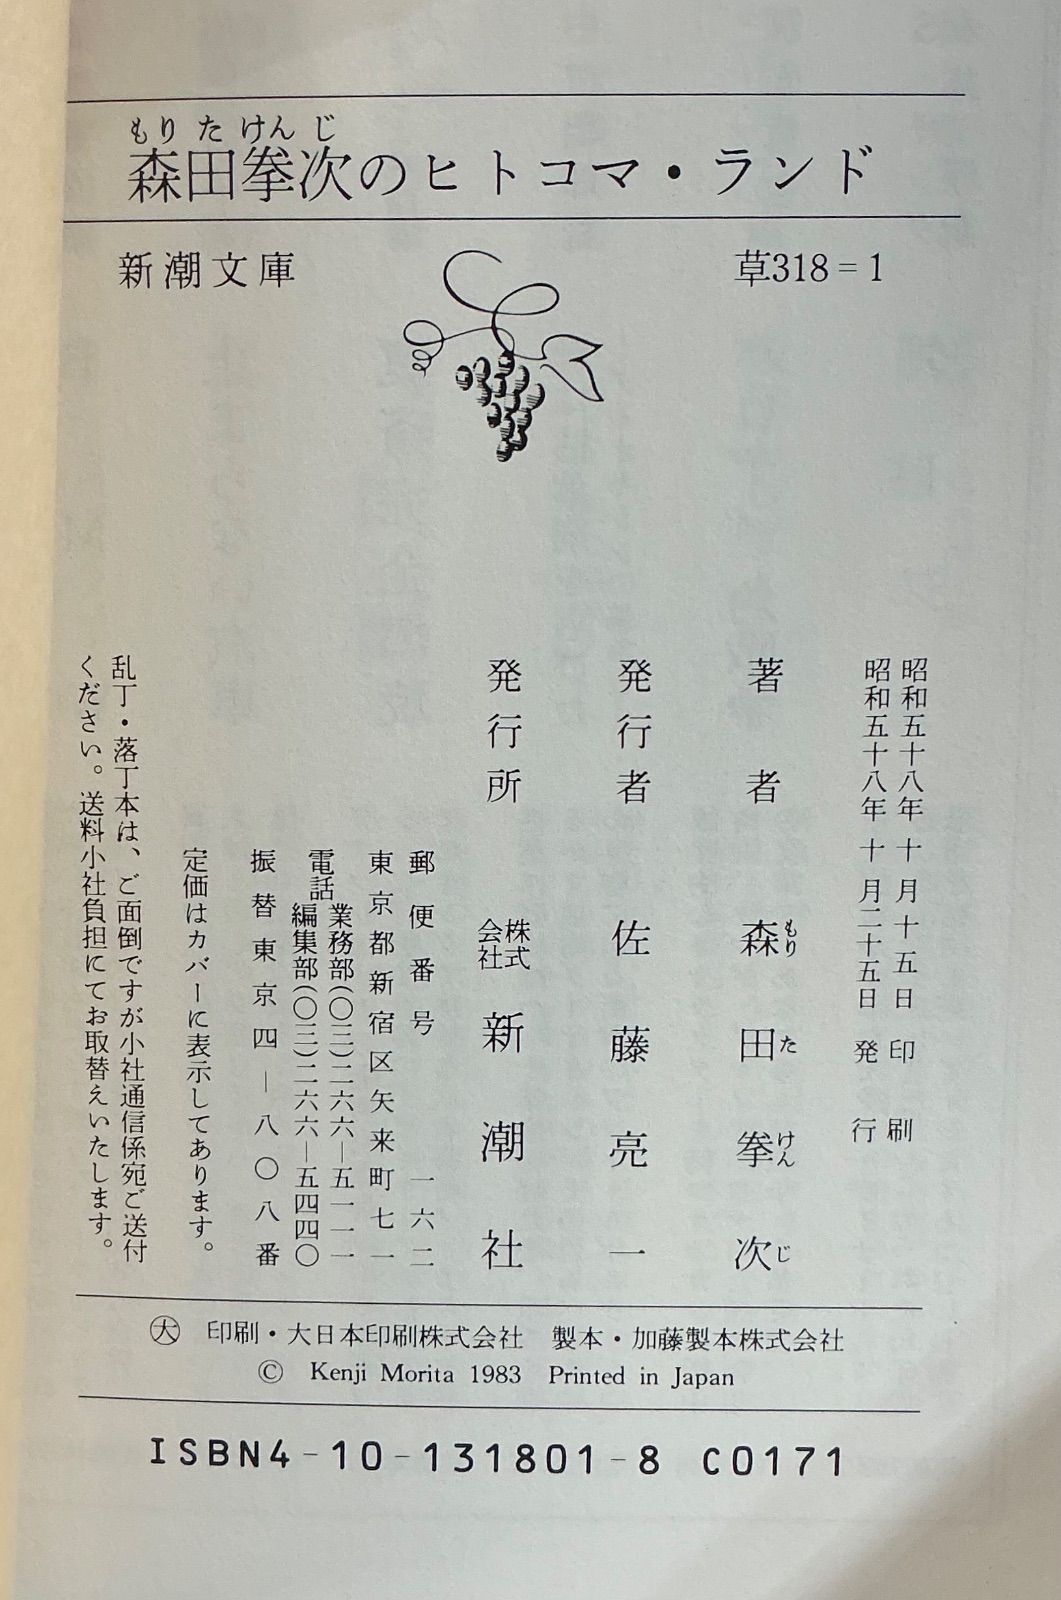 もりたけんじ
森田拳次のヒトコマ・ランド
新潮文庫
草318=1
昭和五十八年十月十五日 印刷
昭和五十八年十月二十五日 発行
著者 森田拳次
もりたけんじ
発行者 佐藤亮一
発行所 株式会社 新潮社
郵便番号 一六二
東京都新宿区矢来町七一
電話 業務部(〇三)二六六―五一一一
編集部(〇三)二六六―五四四〇
振替東京四―八〇八番
定価はカバーに表示してあります。
乱丁・落丁本は、ご面倒ですが小社通信係宛ご送付
ください。送料小社負担にてお取替えいたします。
㊅ 印刷・大日本印刷株式会社 製本・加藤製本株式会社
© Kenji Morita 1983 Printed in Japan
ISBN4-10-131801-8 C0171